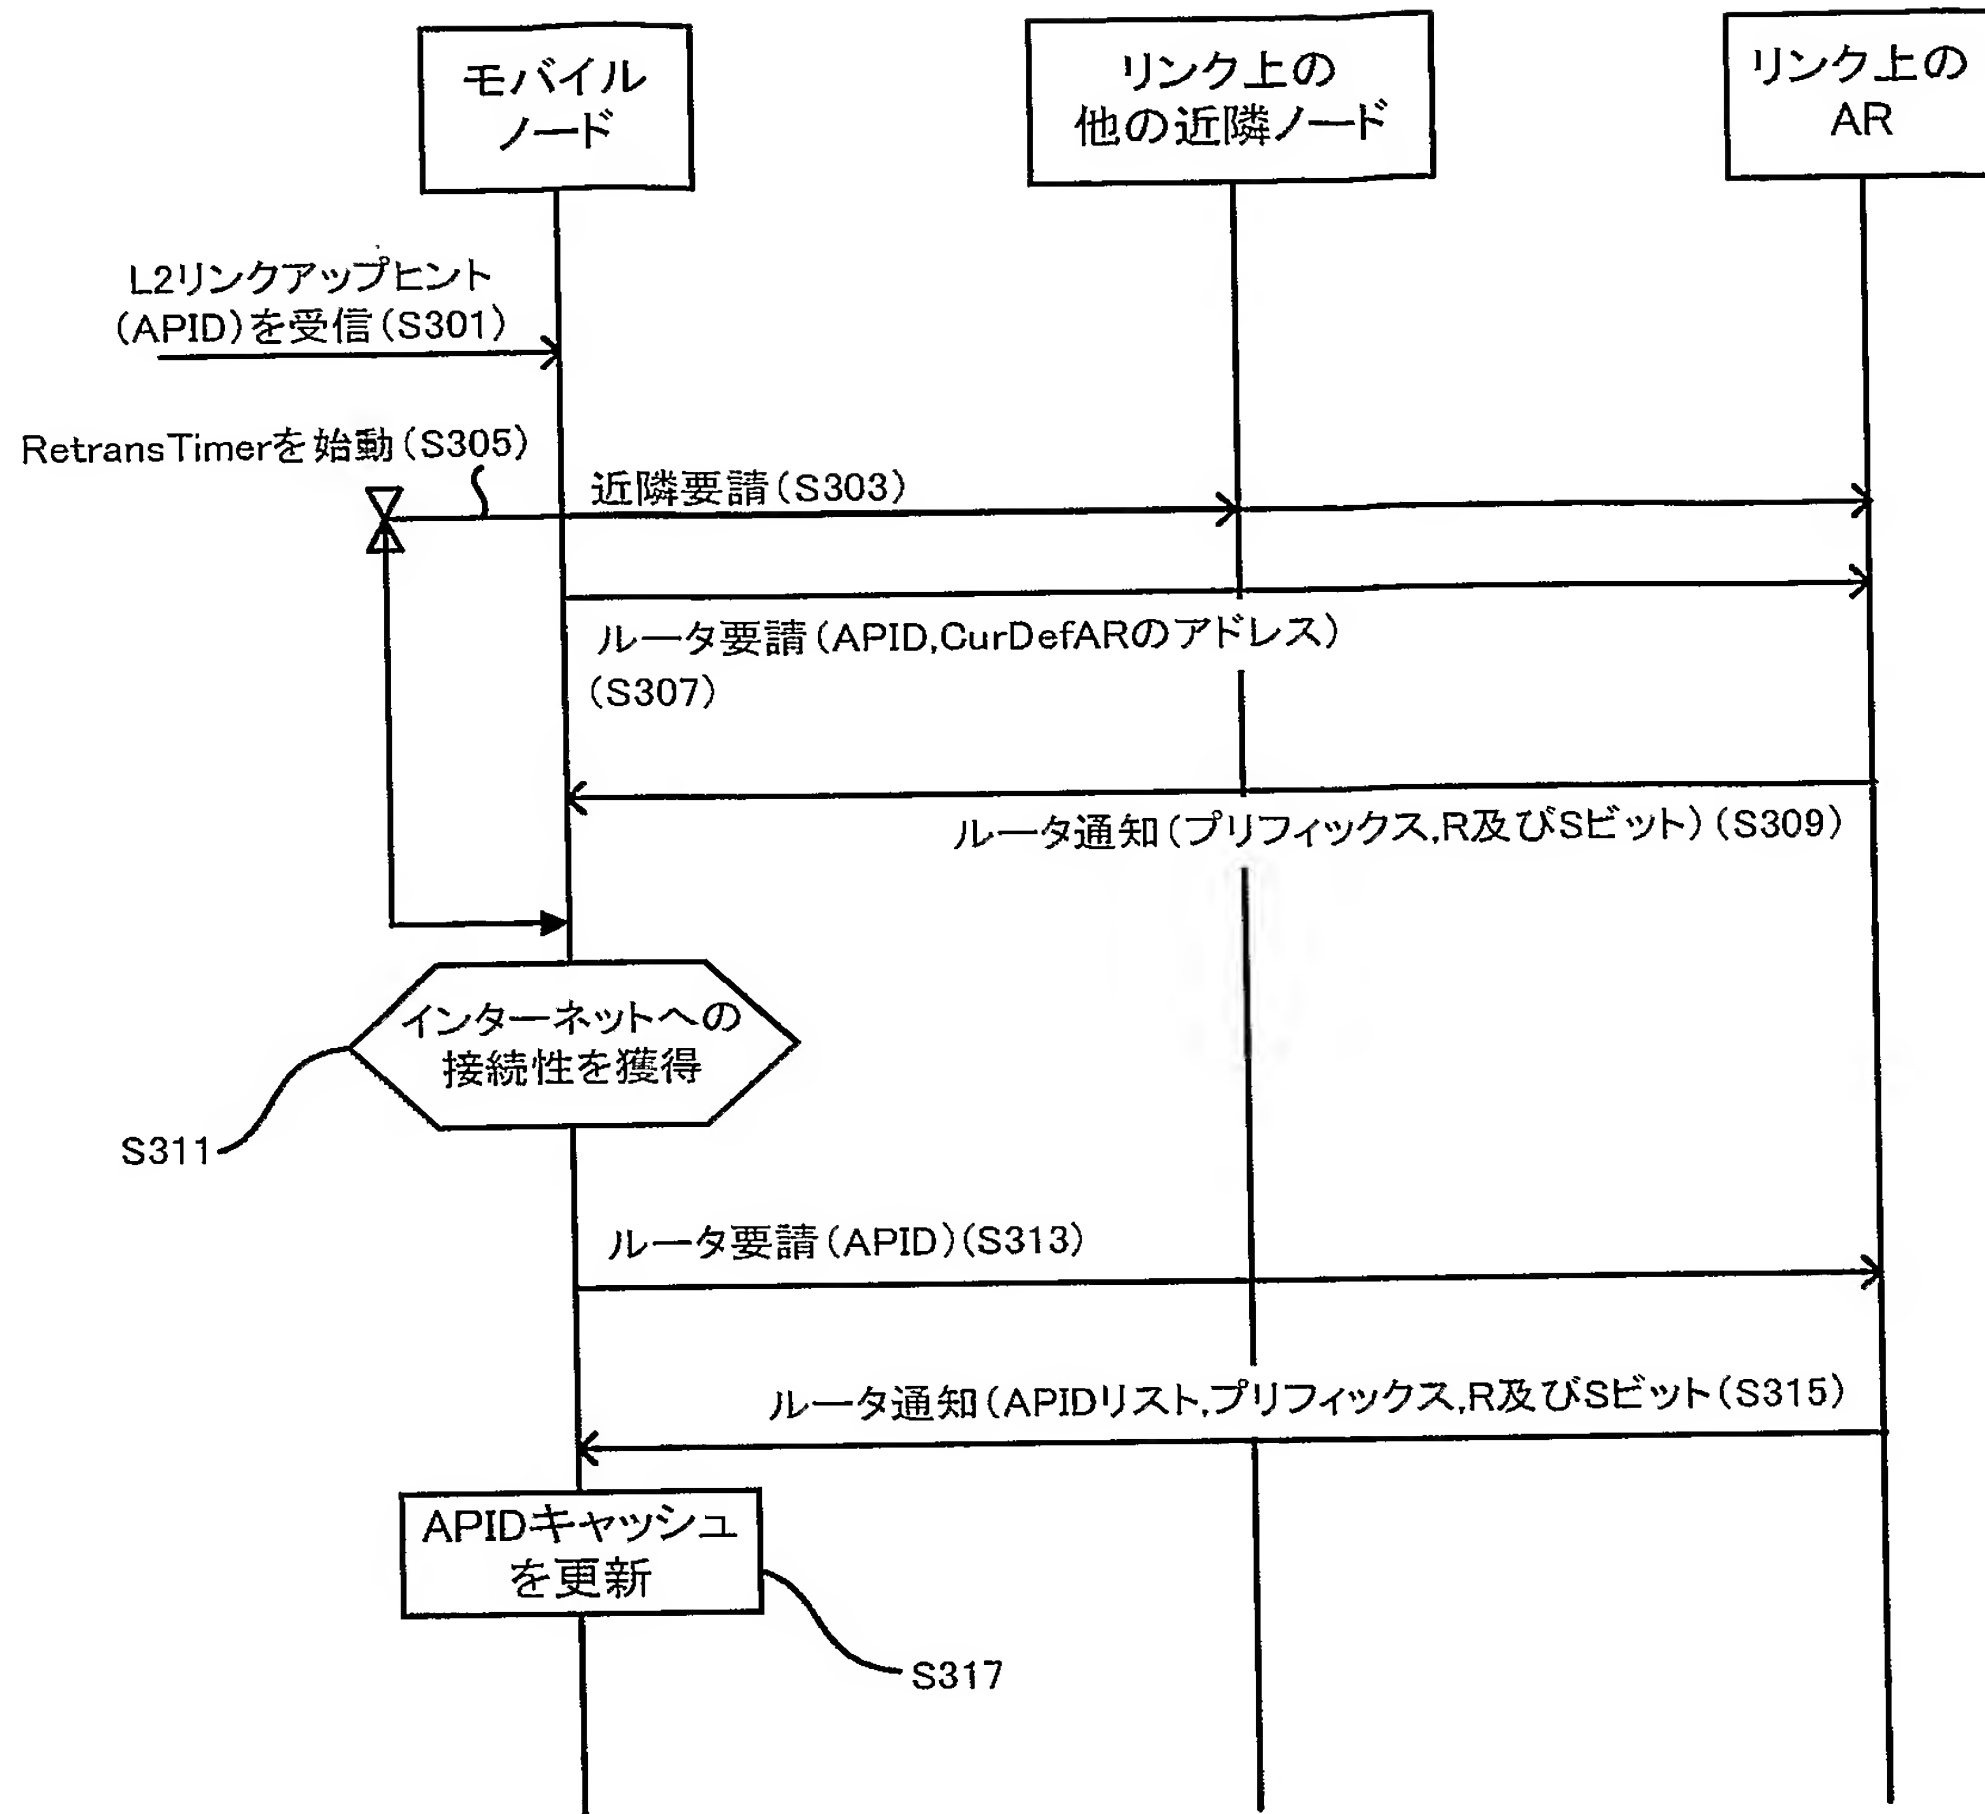 モバイル
ノード
リンク上の
他の近隣ノード
リンク上の
AR
L2リンクアップヒント
(APID)を受信(S301)
RetransTimerを始動(S305)
近隣要請(S303)
ルータ要請(APID,CurDefARのアドレス)
(S307)
ルータ通知(プリフィックス,R及びSビット)(S309)
インターネットへの
接続性を獲得
S311
ルータ要請(APID)(S313)
ルータ通知(APIDリスト,プリフィックス,R及びSビット(S315)
APIDキャッシュ
を更新
S317